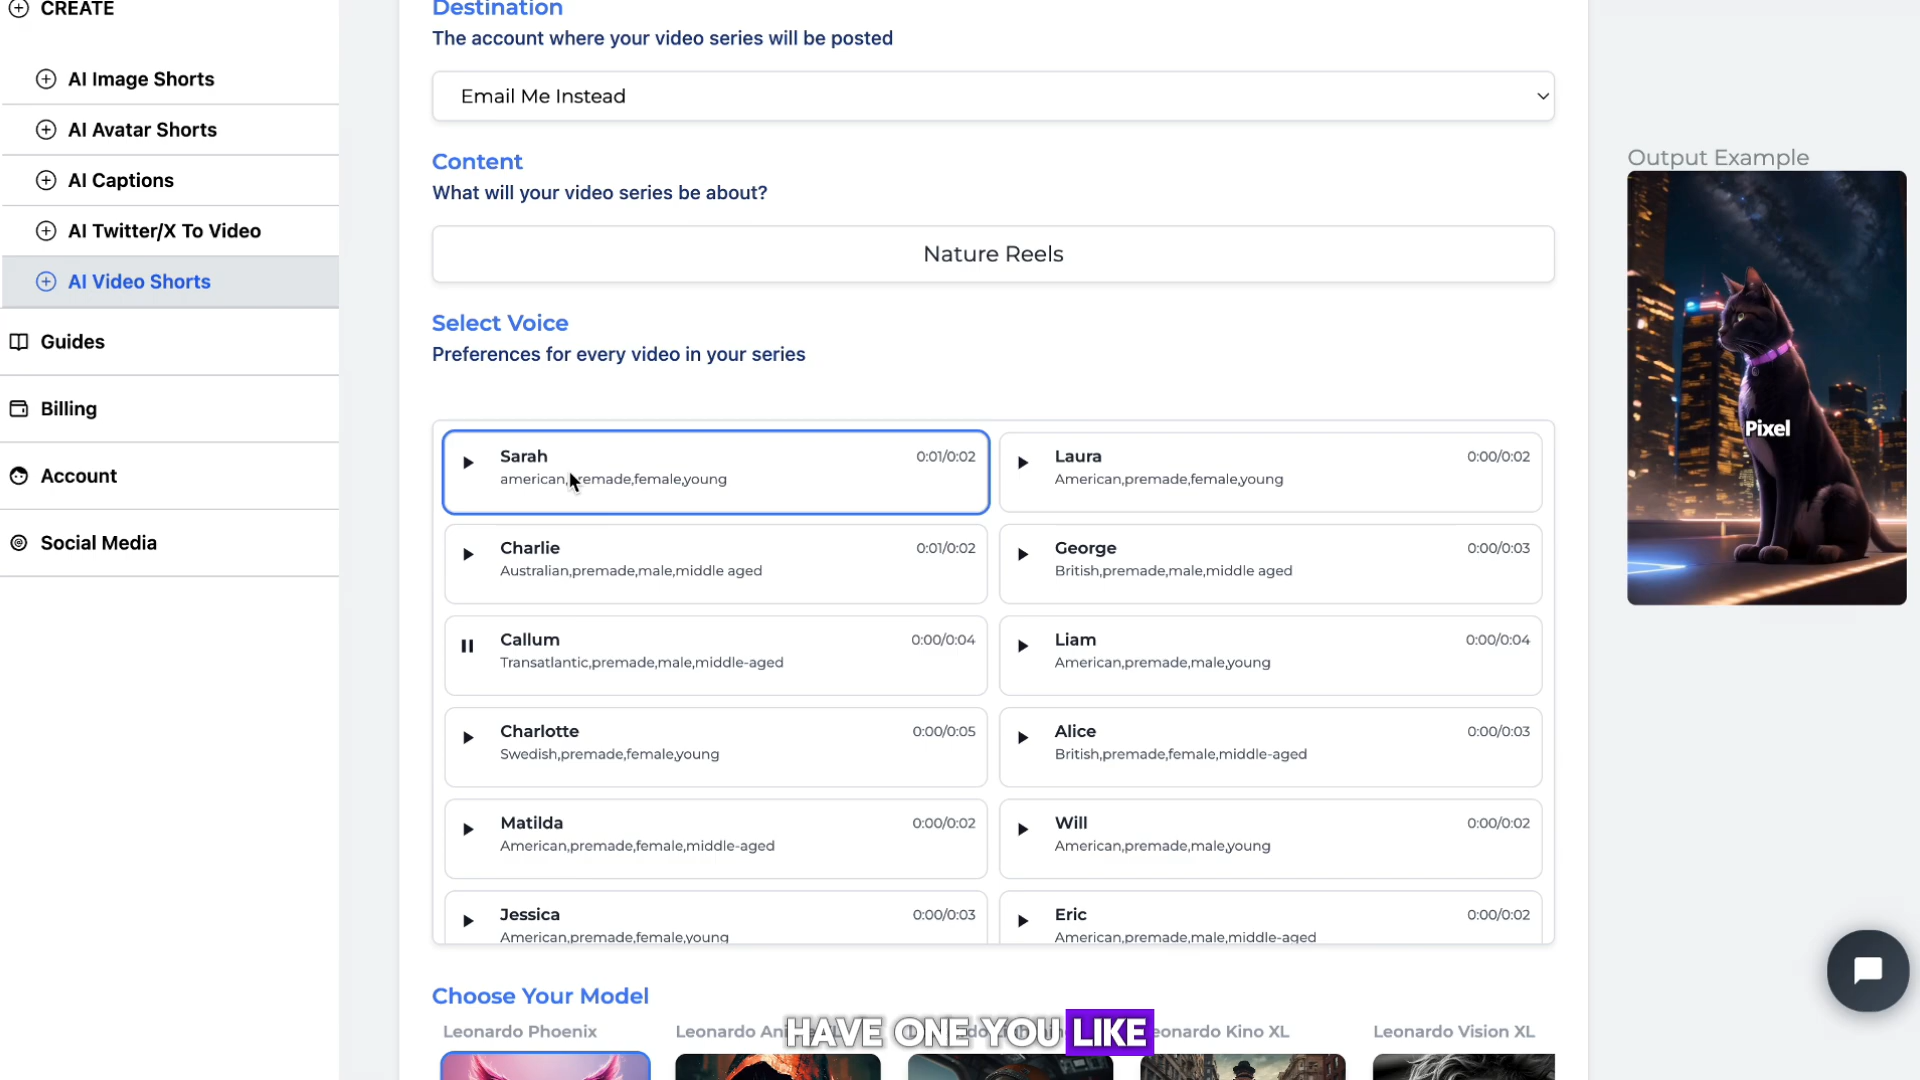 CREATE
AI Image Shorts
AI Avatar Shorts
AI Captions
AI Twitter/X To Video
AI Video Shorts
Guides
Billing
Account
Social Media
Destination
The account where your video series will be posted
Email Me Instead
Content
What will your video series be about?
Nature Reels
Select Voice
Preferences for every video in your series
Sarah 0:01/0:02
american,premade,female,young
Laura 0:00/0:02
American,premade,female,young
Charlie 0:01/0:02
Australian,premade,male,middle aged
George 0:00/0:03
British,premade,male,middle aged
Callum 0:00/0:04
Transatlantic,premade,male,middle-aged
Liam 0:00/0:04
American,premade,male,young
Charlotte 0:00/0:05
Swedish,premade,female,young
Alice 0:00/0:03
British,premade,female,middle-aged
Matilda 0:00/0:02
American,premade,female,middle-aged
Will 0:00/0:02
American,premade,male,young
Jessica 0:00/0:03
American,premade,female,young
Eric 0:00/0:02
American,premade,male,middle-aged
Choose Your Model
Leonardo Phoenix
Leonardo
Kino XL
Leonardo Vision XL
HAVE ONE YOU LIKE
Output Example
Pixel